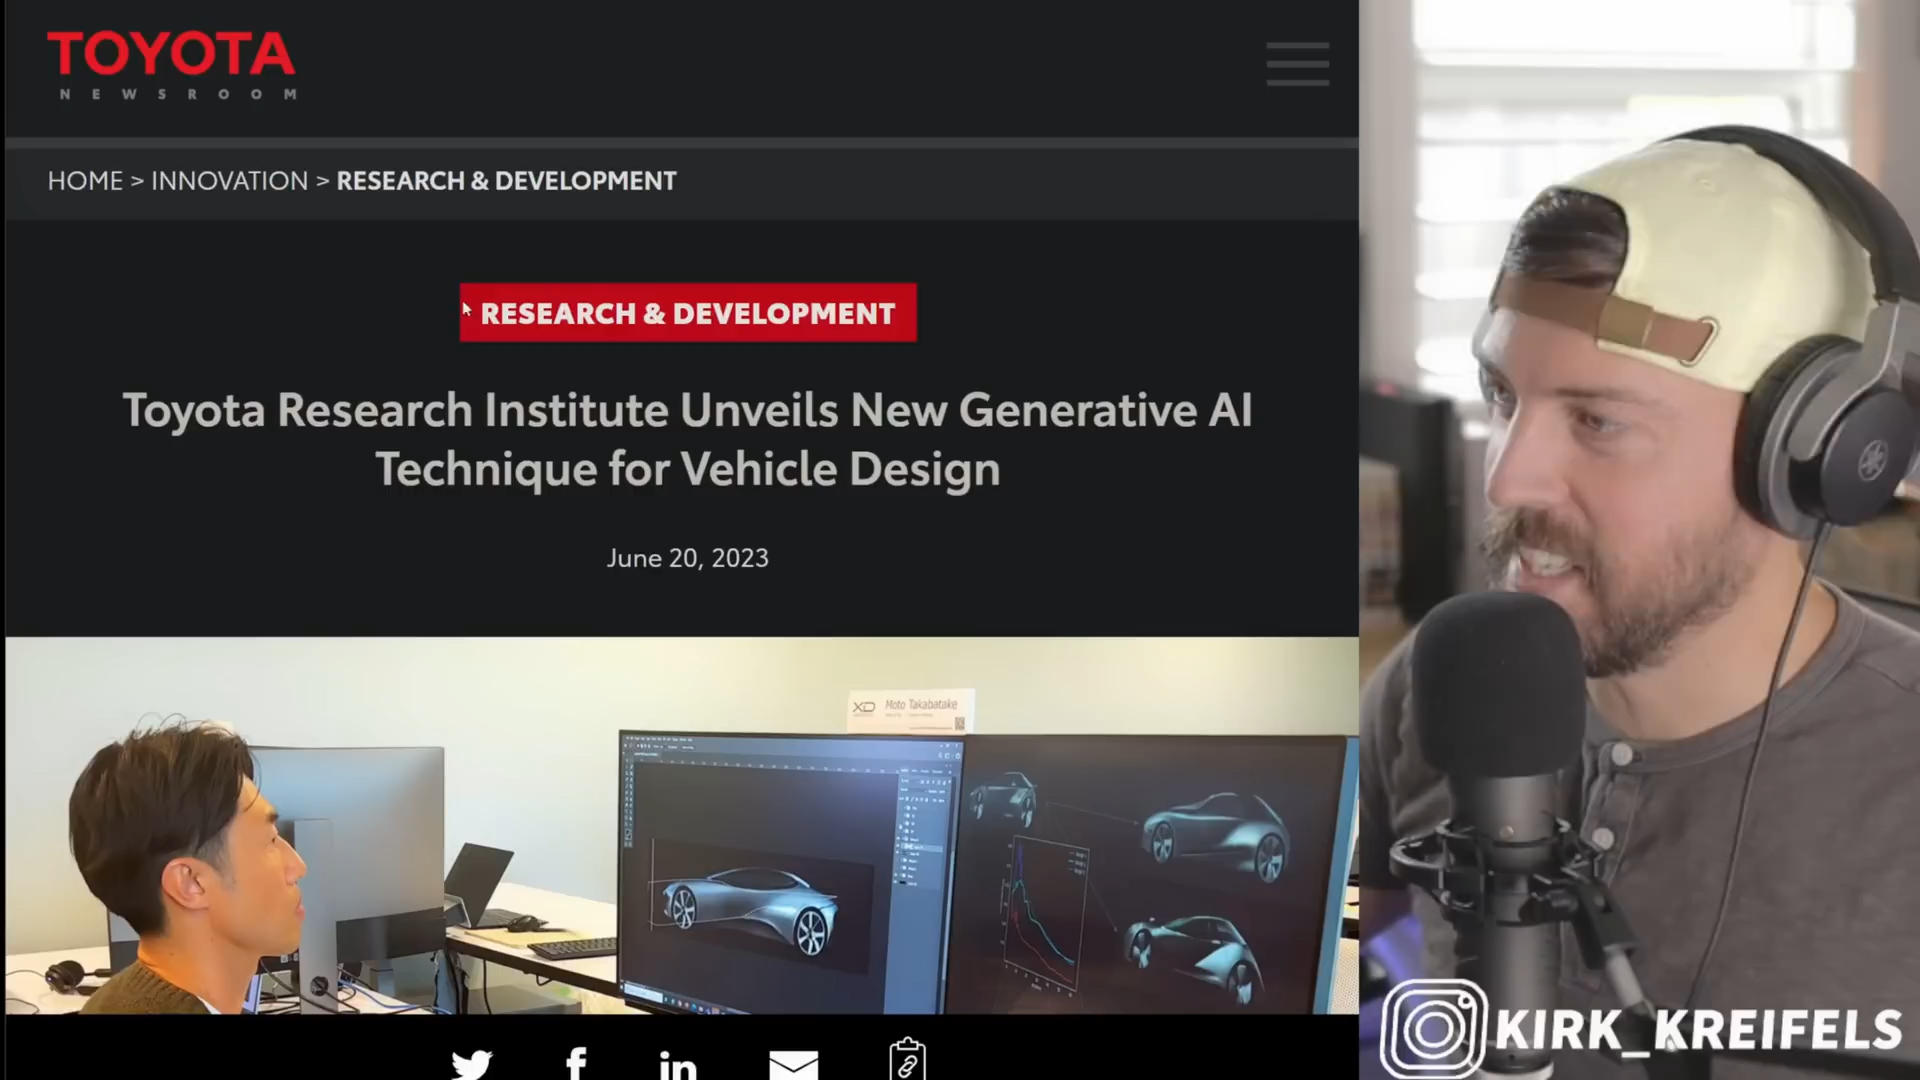 TOYOTA
NEWSROOM
HOME > INNOVATION > RESEARCH & DEVELOPMENT
RESEARCH & DEVELOPMENT
Toyota Research Institute Unveils New Generative AI
Technique for Vehicle Design
June 20, 2023
XD
Moto Takabatake
KIRK_KREIFELS